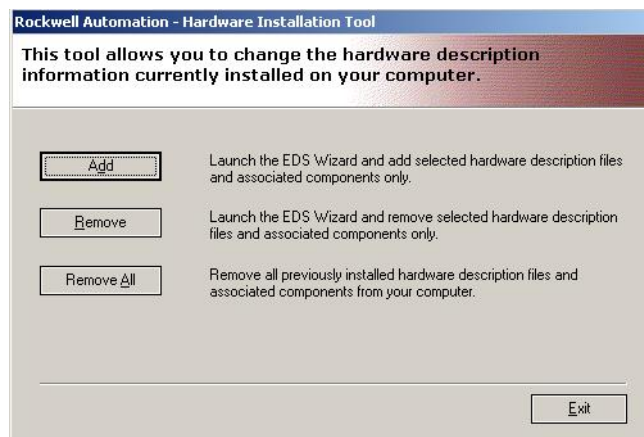 Rockwell Automation - Hardware Installation Tool
This tool allows you to change the hardware description
information currently installed on your computer.
Add
Launch the EDS Wizard and add selected hardware description files
and associated components only.
Remove
Launch the EDS Wizard and remove selected hardware description
files and associated components only.
Remove All
Remove all previously installed hardware description files and
associated components from your computer.
Exit